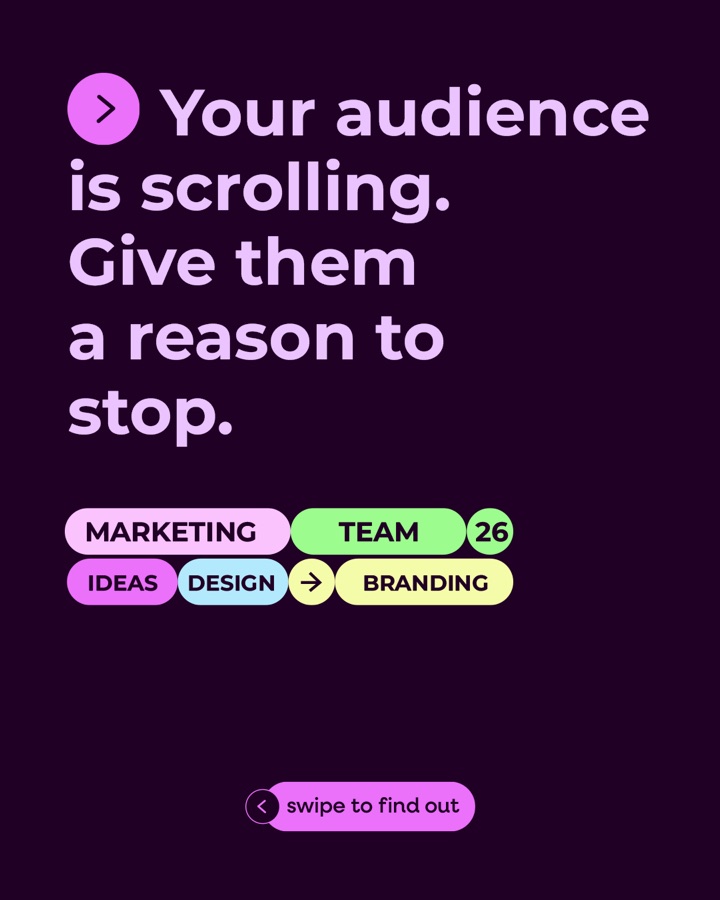 Your audience
is scrolling.
Give them
a reason to
stop.
MARKETING TEAM 26
IDEAS DESIGN → BRANDING
swipe to find out